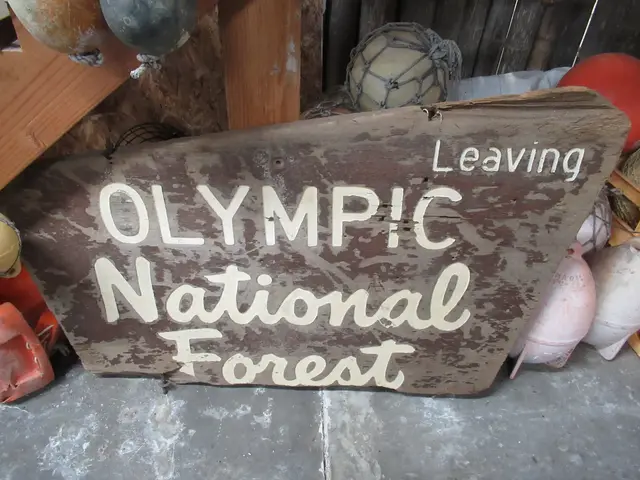 Leaving
OLYMPIC
National
Forest